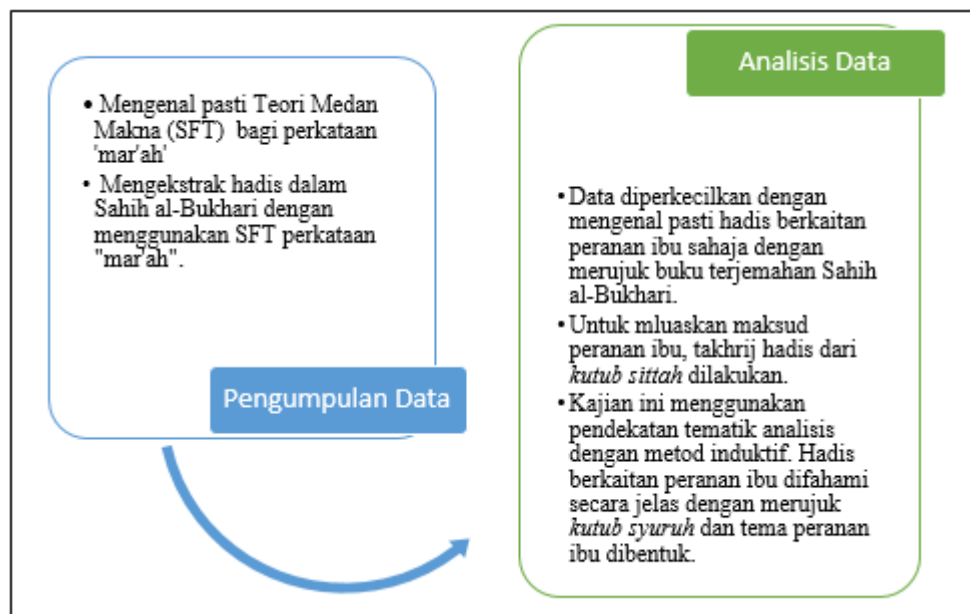 • Mengenal pasti Teori Medan
Makna (SFT) bagi perkataan
'mar'ah'
• Mengekstrak hadis dalam
Sahih al-Bukhari dengan
menggunakan SFT perkataan
"mar'ah".
Pengumpulan Data
Analisis Data
• Data diperkecilkan dengan
mengenal pasti hadis berkaitan
peranan ibu sahaja dengan
merujuk buku terjemahan Sahih
al-Bukhari.
• Untuk mluaskan maksud
peranan ibu, takhrij hadis dari
kutub sittah dilakukan.
• Kajian ini menggunakan
pendekatan tematik analisis
dengan metod induktif. Hadis
berkaitan peranan ibu difahami
secara jelas dengan merujuk
kutub syuruh dan tema peranan
ibu dibentuk.